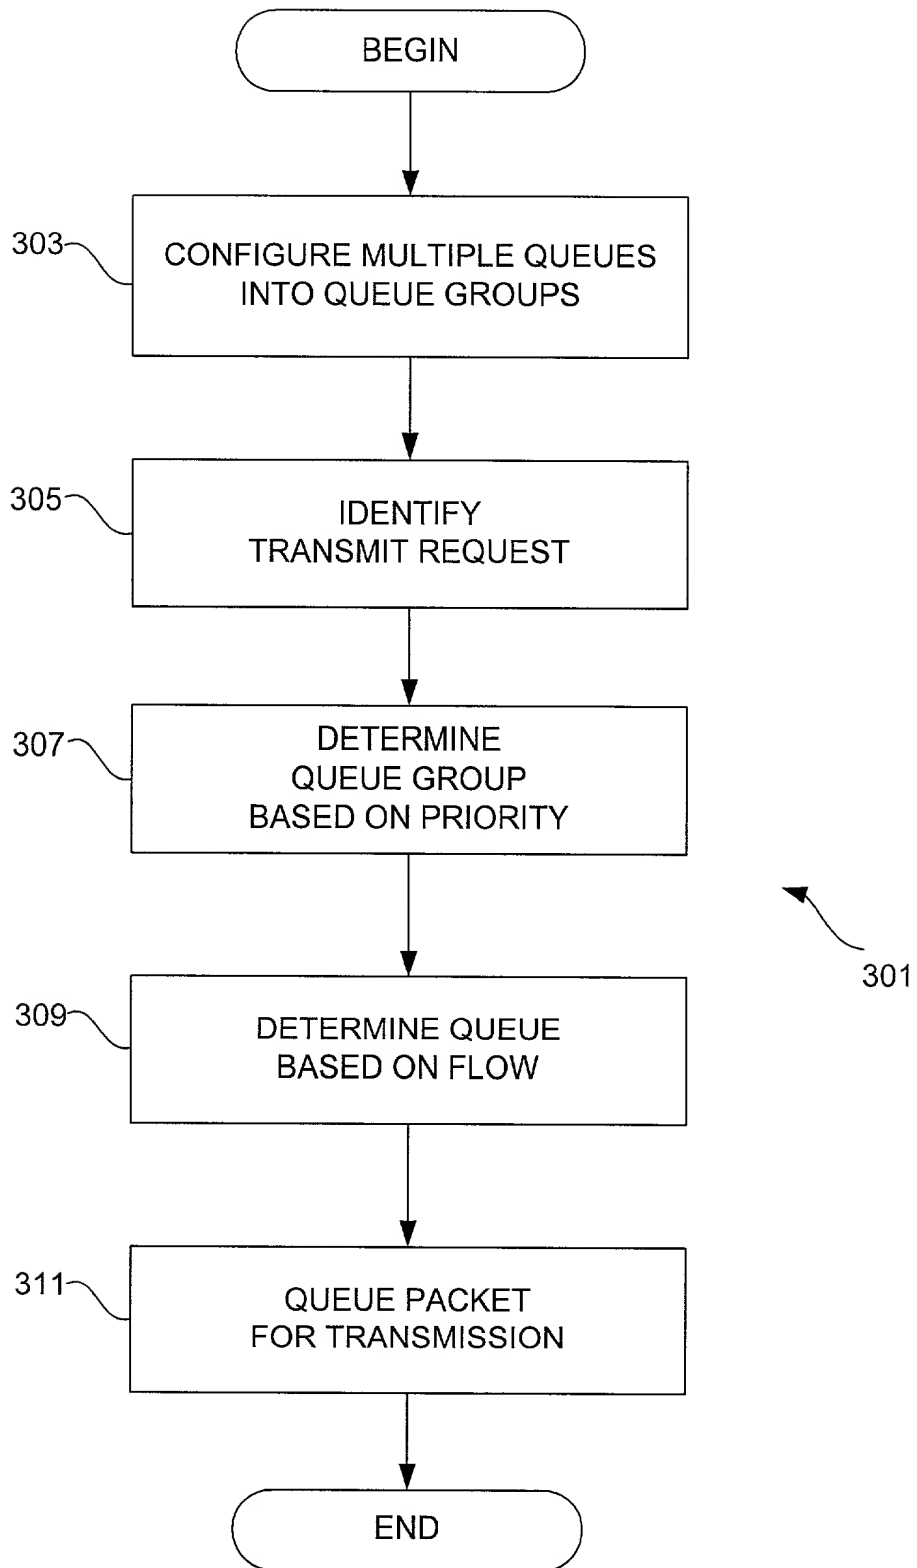 BEGIN
303
CONFIGURE MULTIPLE QUEUES
INTO QUEUE GROUPS
305
IDENTIFY
TRANSMIT REQUEST
307
DETERMINE
QUEUE GROUP
BASED ON PRIORITY
301
309
DETERMINE QUEUE
BASED ON FLOW
311
QUEUE PACKET
FOR TRANSMISSION
END